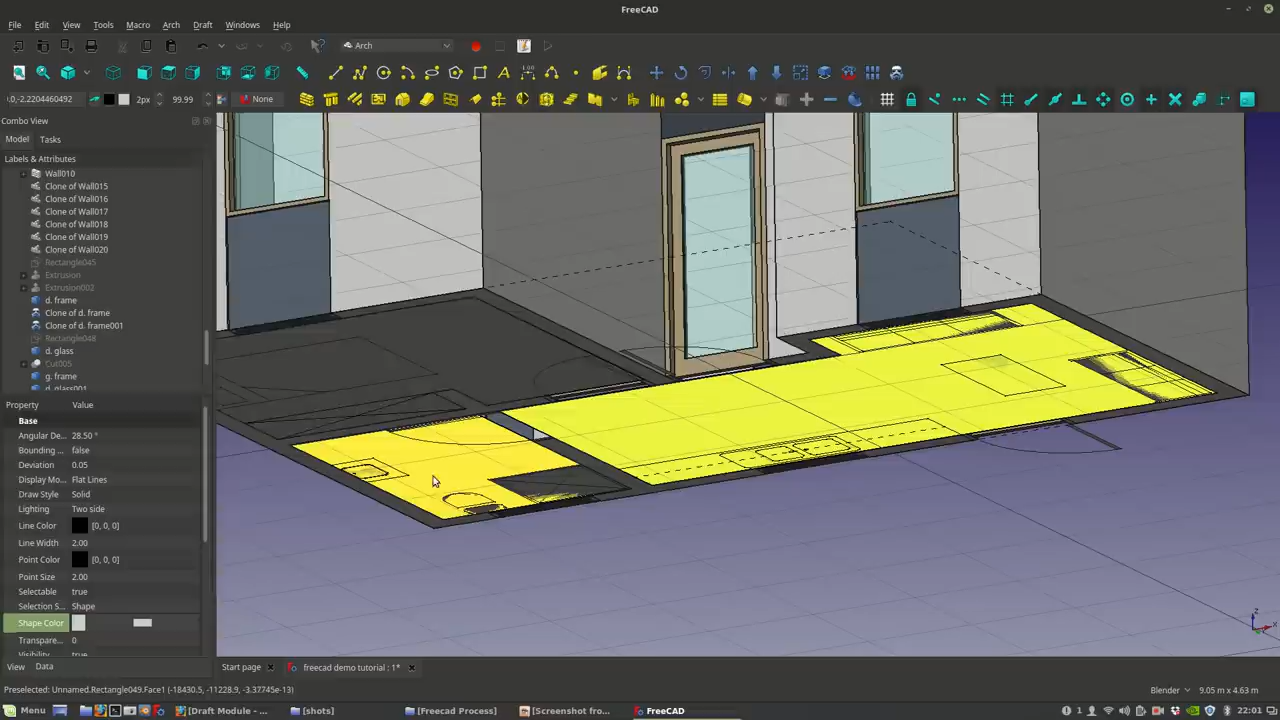 FreeCAD
File Edit View Tools Macro Arch Draft Windows Help
Arch
0,-2.2204460492 2px 99.99 None
Combo View
Model Tasks
Labels & Attributes
Wall010
Clone of Wall015
Clone of Wall016
Clone of Wall017
Clone of Wall018
Clone of Wall019
Clone of Wall020
Rectangle045
Extrusion
Extrusion002
d. frame
Clone of d. frame
Clone of d. frame001
Rectangle048
d. glass
Cut005
g. frame
d. glass001
Property Value
Base
Angular De... 28.50 °
Bounding ... false
Deviation 0.05
Display Mo... Flat Lines
Draw Style Solid
Lighting Two side
Line Color [0, 0, 0]
Line Width 2.00
Point Color [0, 0, 0]
Point Size 2.00
Selectable true
Selection S... Shape
Shape Color
Transpare... 0
Visibility true
View Data
Start page freecad demo tutorial : 1*
z
x
Preselected: Unnamed.Rectangle049.Face1 (-18430.5, -11228.9, -3.37745e-13) Blender 9.05 m x 4.63 m
Menu [Draft Module - ... [shots] [Freecad Process] [Screenshot fro... FreeCAD 1 22:01